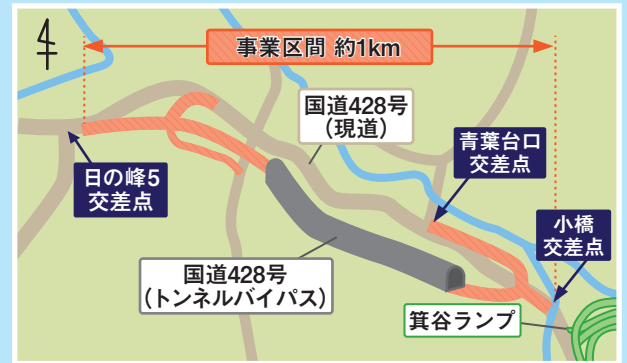 事業区間 約1km
国道428号
(現道)
青葉台口
交差点
日の峰5
交差点
小橋
交差点
国道428号
(トンネルバイパス)
箕谷ランプ